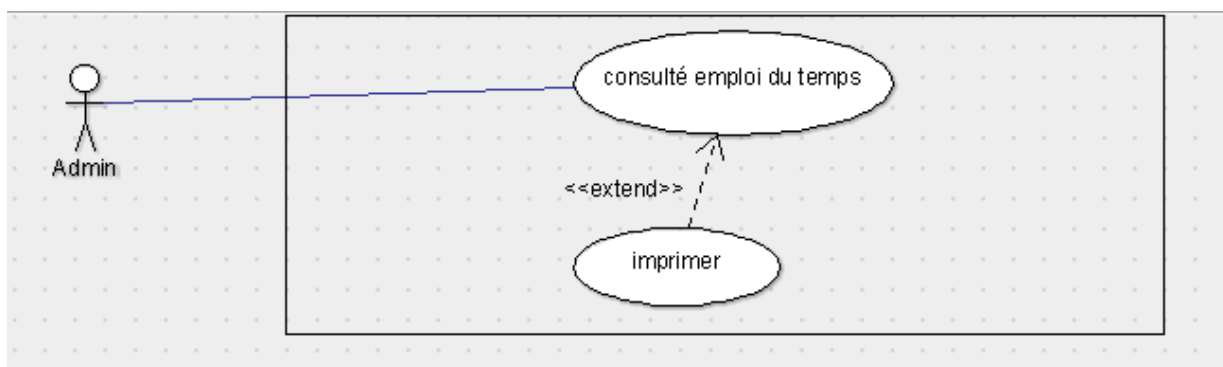 consulté emploi du temps
Admin
<<extend>>
imprimer